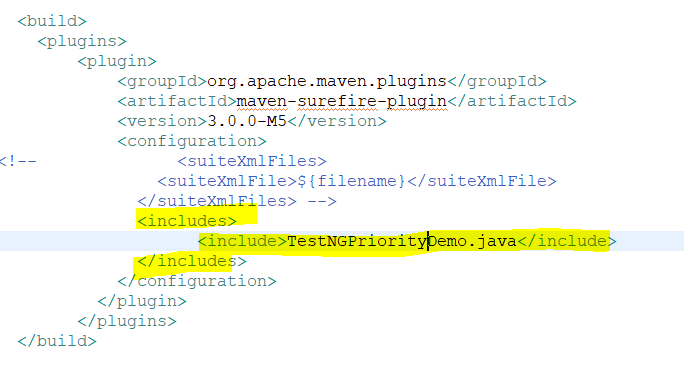 <build>
<plugins>
<plugin>
<groupId>org.apache.maven.plugins</groupId>
<artifactId>maven-surefire-plugin</artifactId>
<version>3.0.0-M5</version>
<configuration>
<!-- <suiteXmlFiles>
<suiteXmlFile>${filename}</suiteXmlFile>
</suiteXmlFiles> -->
<includes>
<include>TestNGPriorityDemo.java</include>
</includes>
</configuration>
</plugin>
</plugins>
</build>